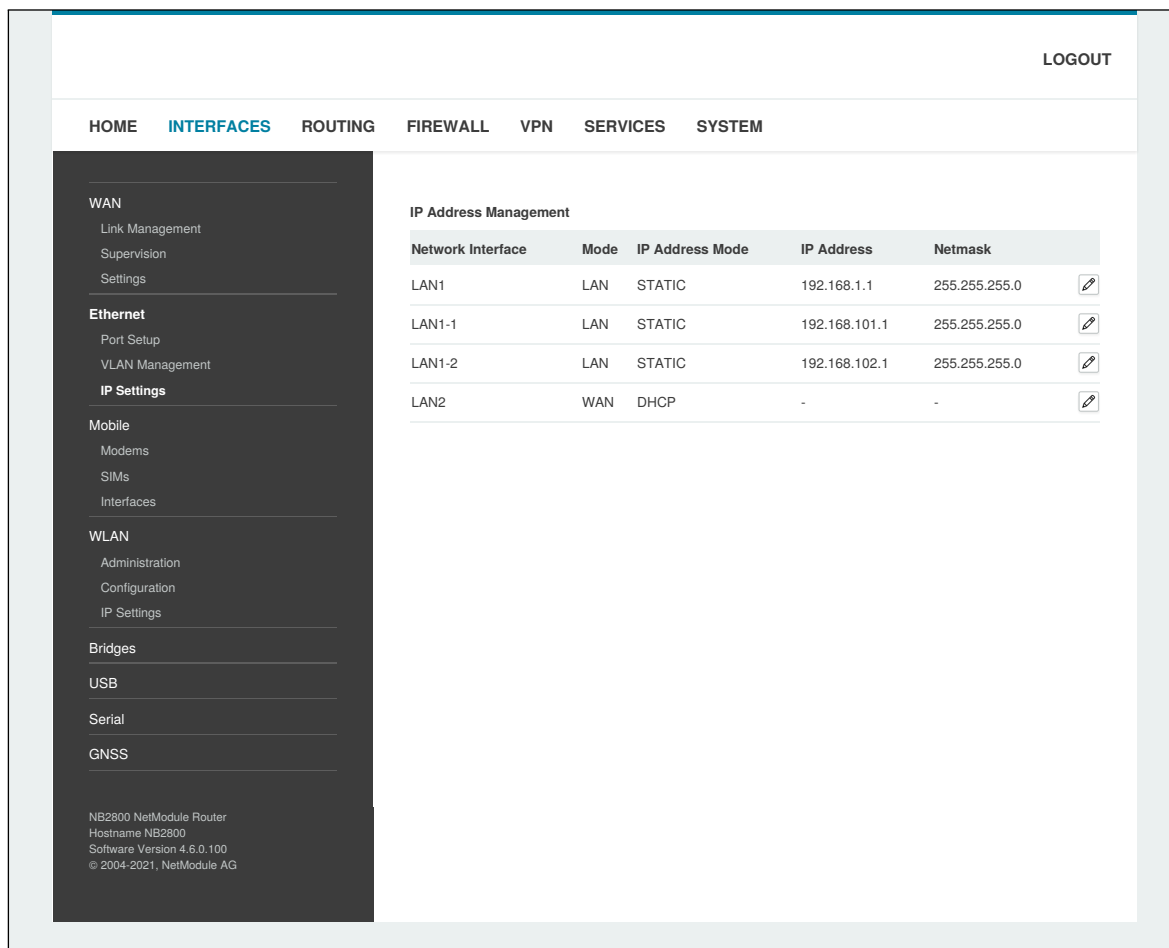 LOGOUT
HOME INTERFACES ROUTING FIREWALL VPN SERVICES SYSTEM
WAN
Link Management
Supervision
Settings
Ethernet
Port Setup
VLAN Management
IP Settings
Mobile
Modems
SIMs
Interfaces
WLAN
Administration
Configuration
IP Settings
Bridges
USB
Serial
GNSS
NB2800 NetModule Router
Hostname NB2800
Software Version 4.6.0.100
© 2004-2021, NetModule AG
IP Address Management
Network Interface Mode IP Address Mode IP Address Netmask
LAN1 LAN STATIC 192.168.1.1 255.255.255.0
LAN1-1 LAN STATIC 192.168.101.1 255.255.255.0
LAN1-2 LAN STATIC 192.168.102.1 255.255.255.0
LAN2 WAN DHCP - -